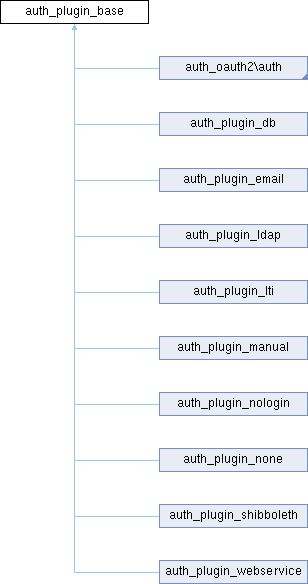 auth_plugin_base
auth_oauth2\auth
auth_plugin_db
auth_plugin_email
auth_plugin_ldap
auth_plugin_lti
auth_plugin_manual
auth_plugin_nologin
auth_plugin_none
auth_plugin_shibboleth
auth_plugin_webservice